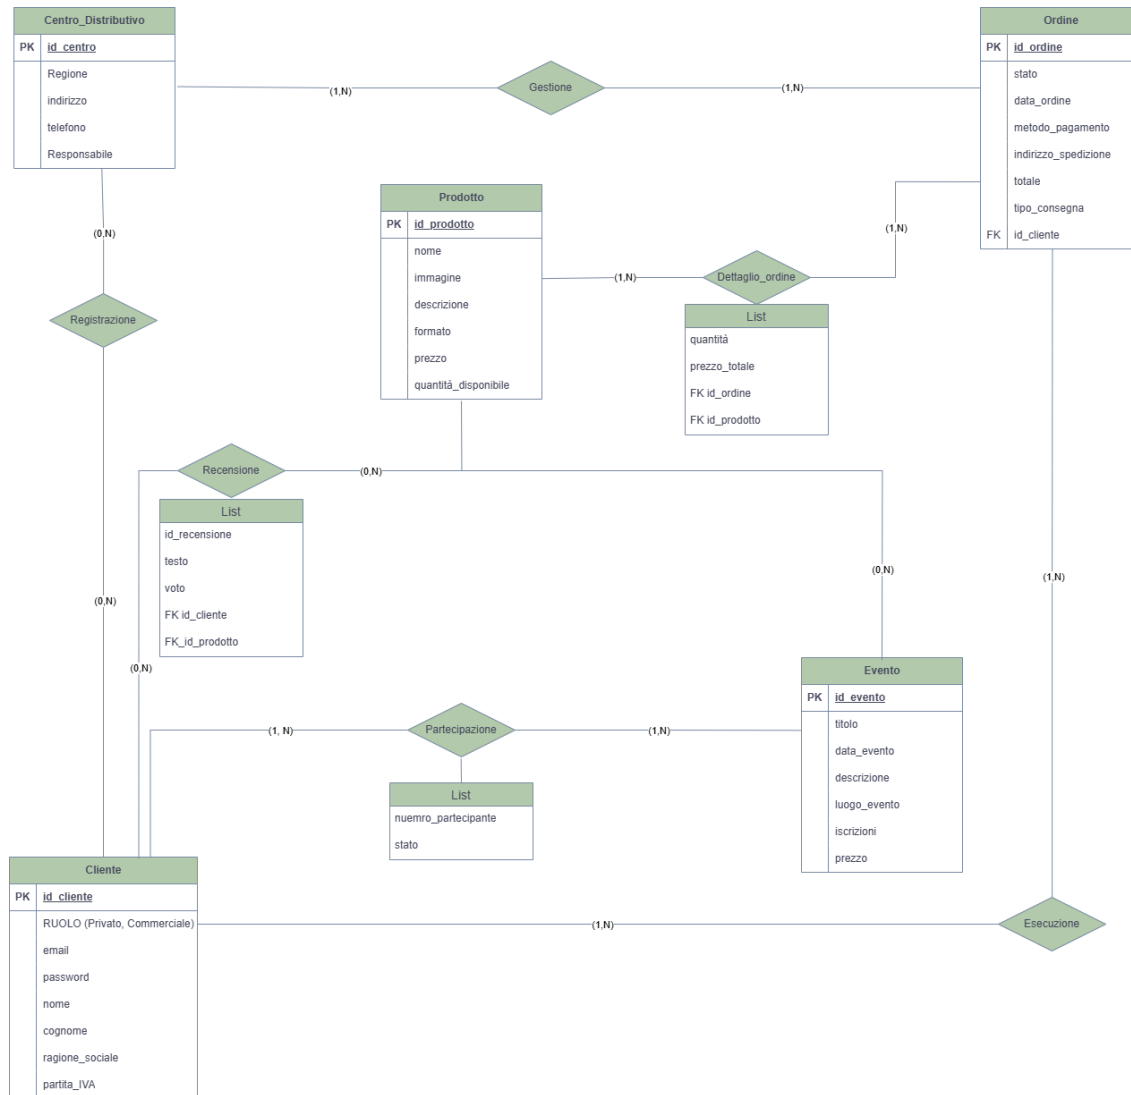 Centro_Distributivo
PK id_centro
Regione
indirizzo
telefono
Responsabile
(1,N)
Gestione
(1,N)
Ordine
PK id_ordine
stato
data_ordine
metodo_pagamento
indirizzo_spedizione
totale
tipo_consegna
FK id_cliente
(0,N)
Registrazione
(0,N)
Prodotto
PK id_prodotto
nome
immagine
descrizione
formato
prezzo
quantità_disponibile
(1,N)
Dettaglio_ordine
(1,N)
List
quantità
prezzo_totale
FK id_ordine
FK id_prodotto
Recensione
(0,N)
(0,N)
List
id_recensione
testo
voto
FK id_cliente
FK_id_prodotto
(0,N)
(1,N)
Evento
PK id_evento
titolo
data_evento
descrizione
luogo_evento
iscrizioni
prezzo
(1, N)
Partecipazione
(1,N)
List
nuemro_partecipante
stato
Cliente
PK id_cliente
RUOLO (Privato, Commerciale)
email
password
nome
cognome
ragione_sociale
partita_IVA
(1,N)
Esecuzione